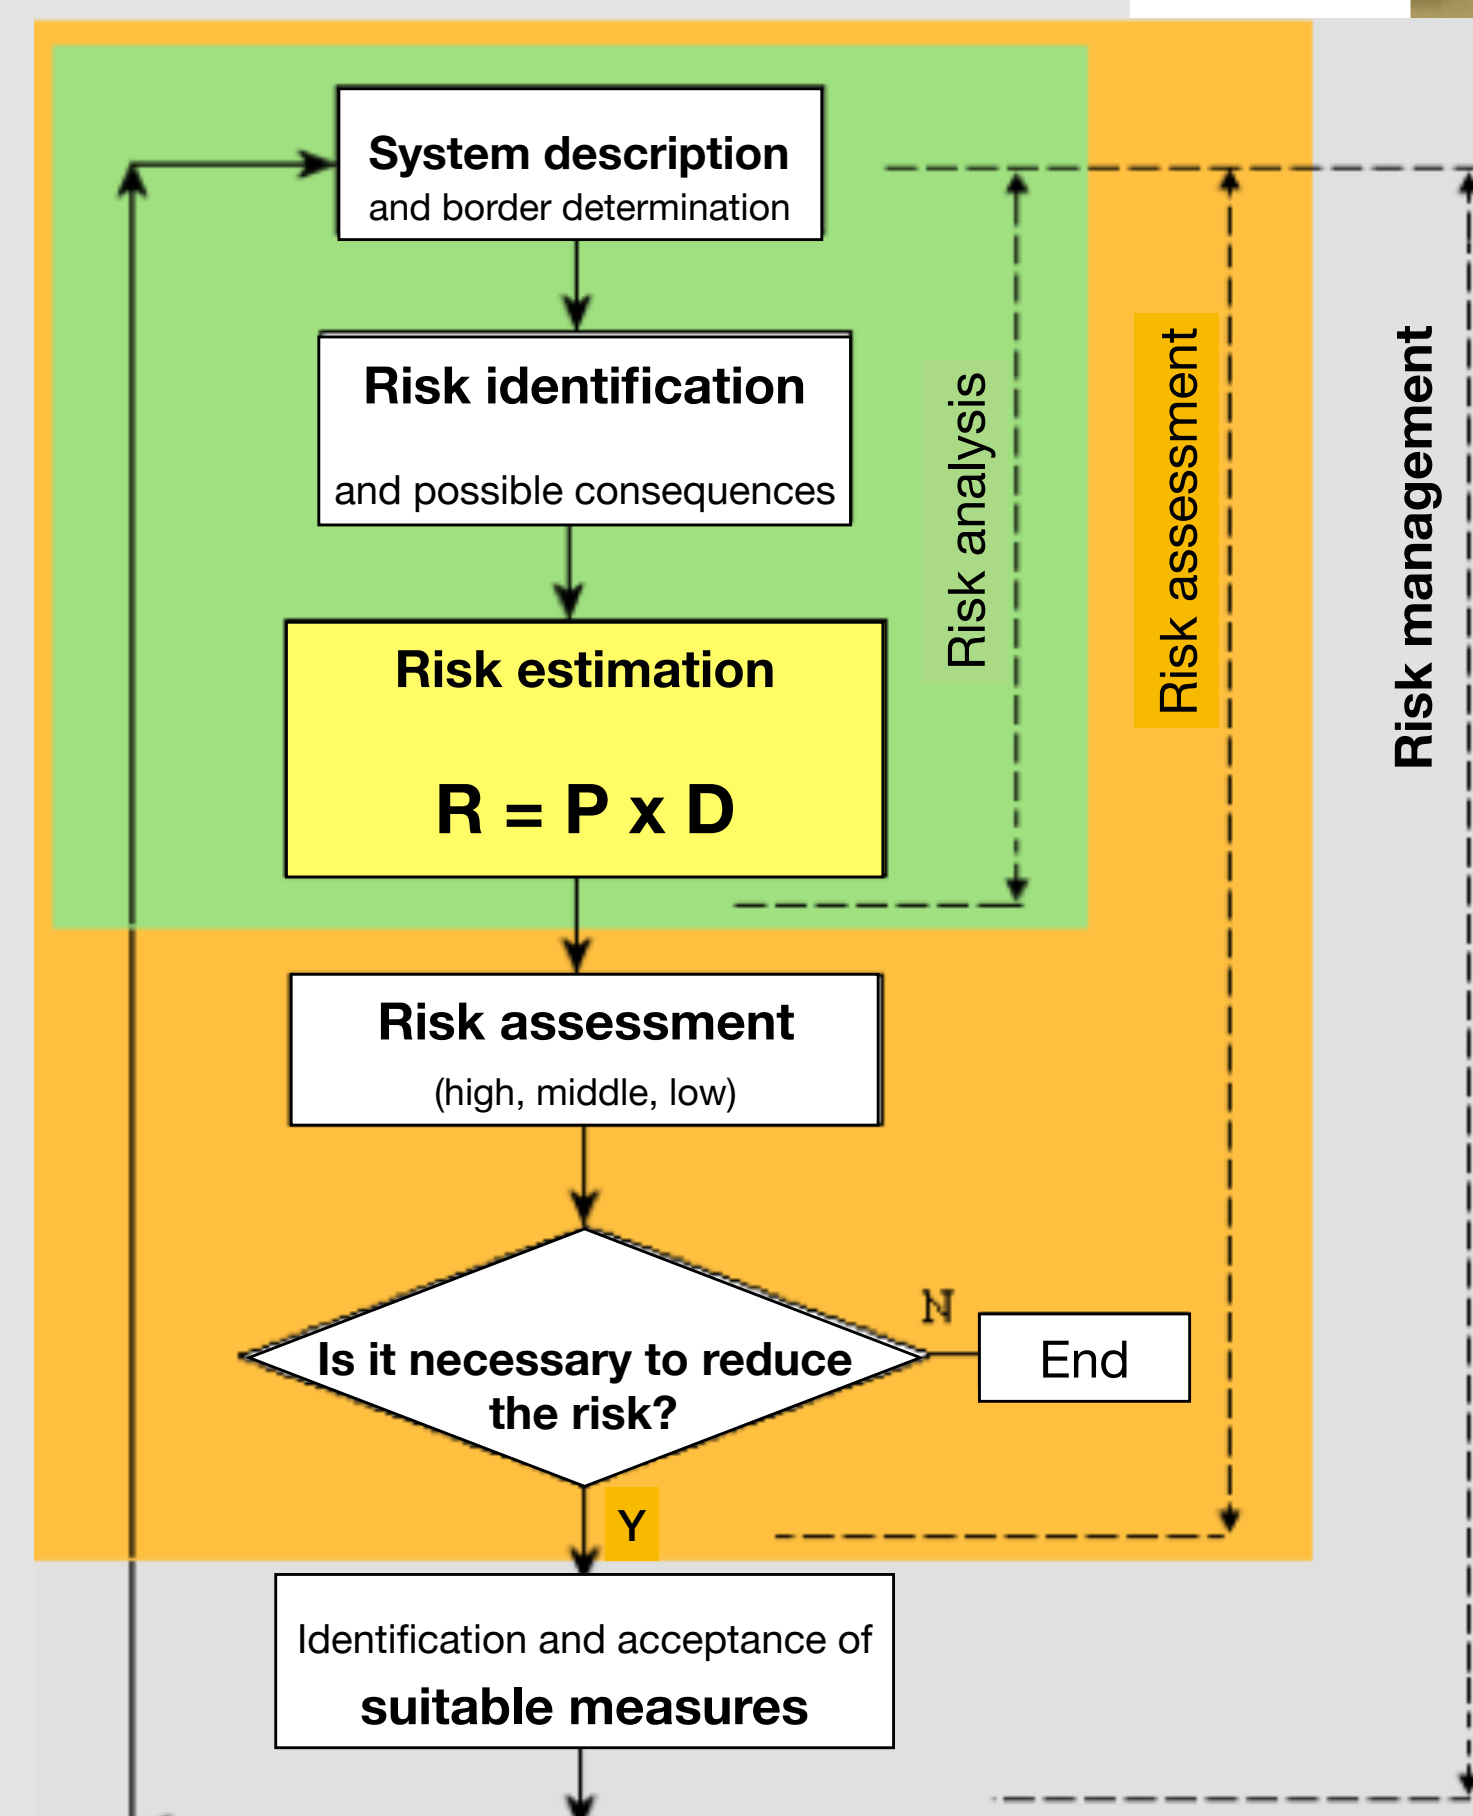 System description
and border determination
Risk identification
and possible consequences
Risk estimation
R = P x D
Risk analysis
Risk assessment
Risk management
Risk assessment
(high, middle, low)
Is it necessary to reduce
the risk?
N
End
Y
Identification and acceptance of
suitable measures